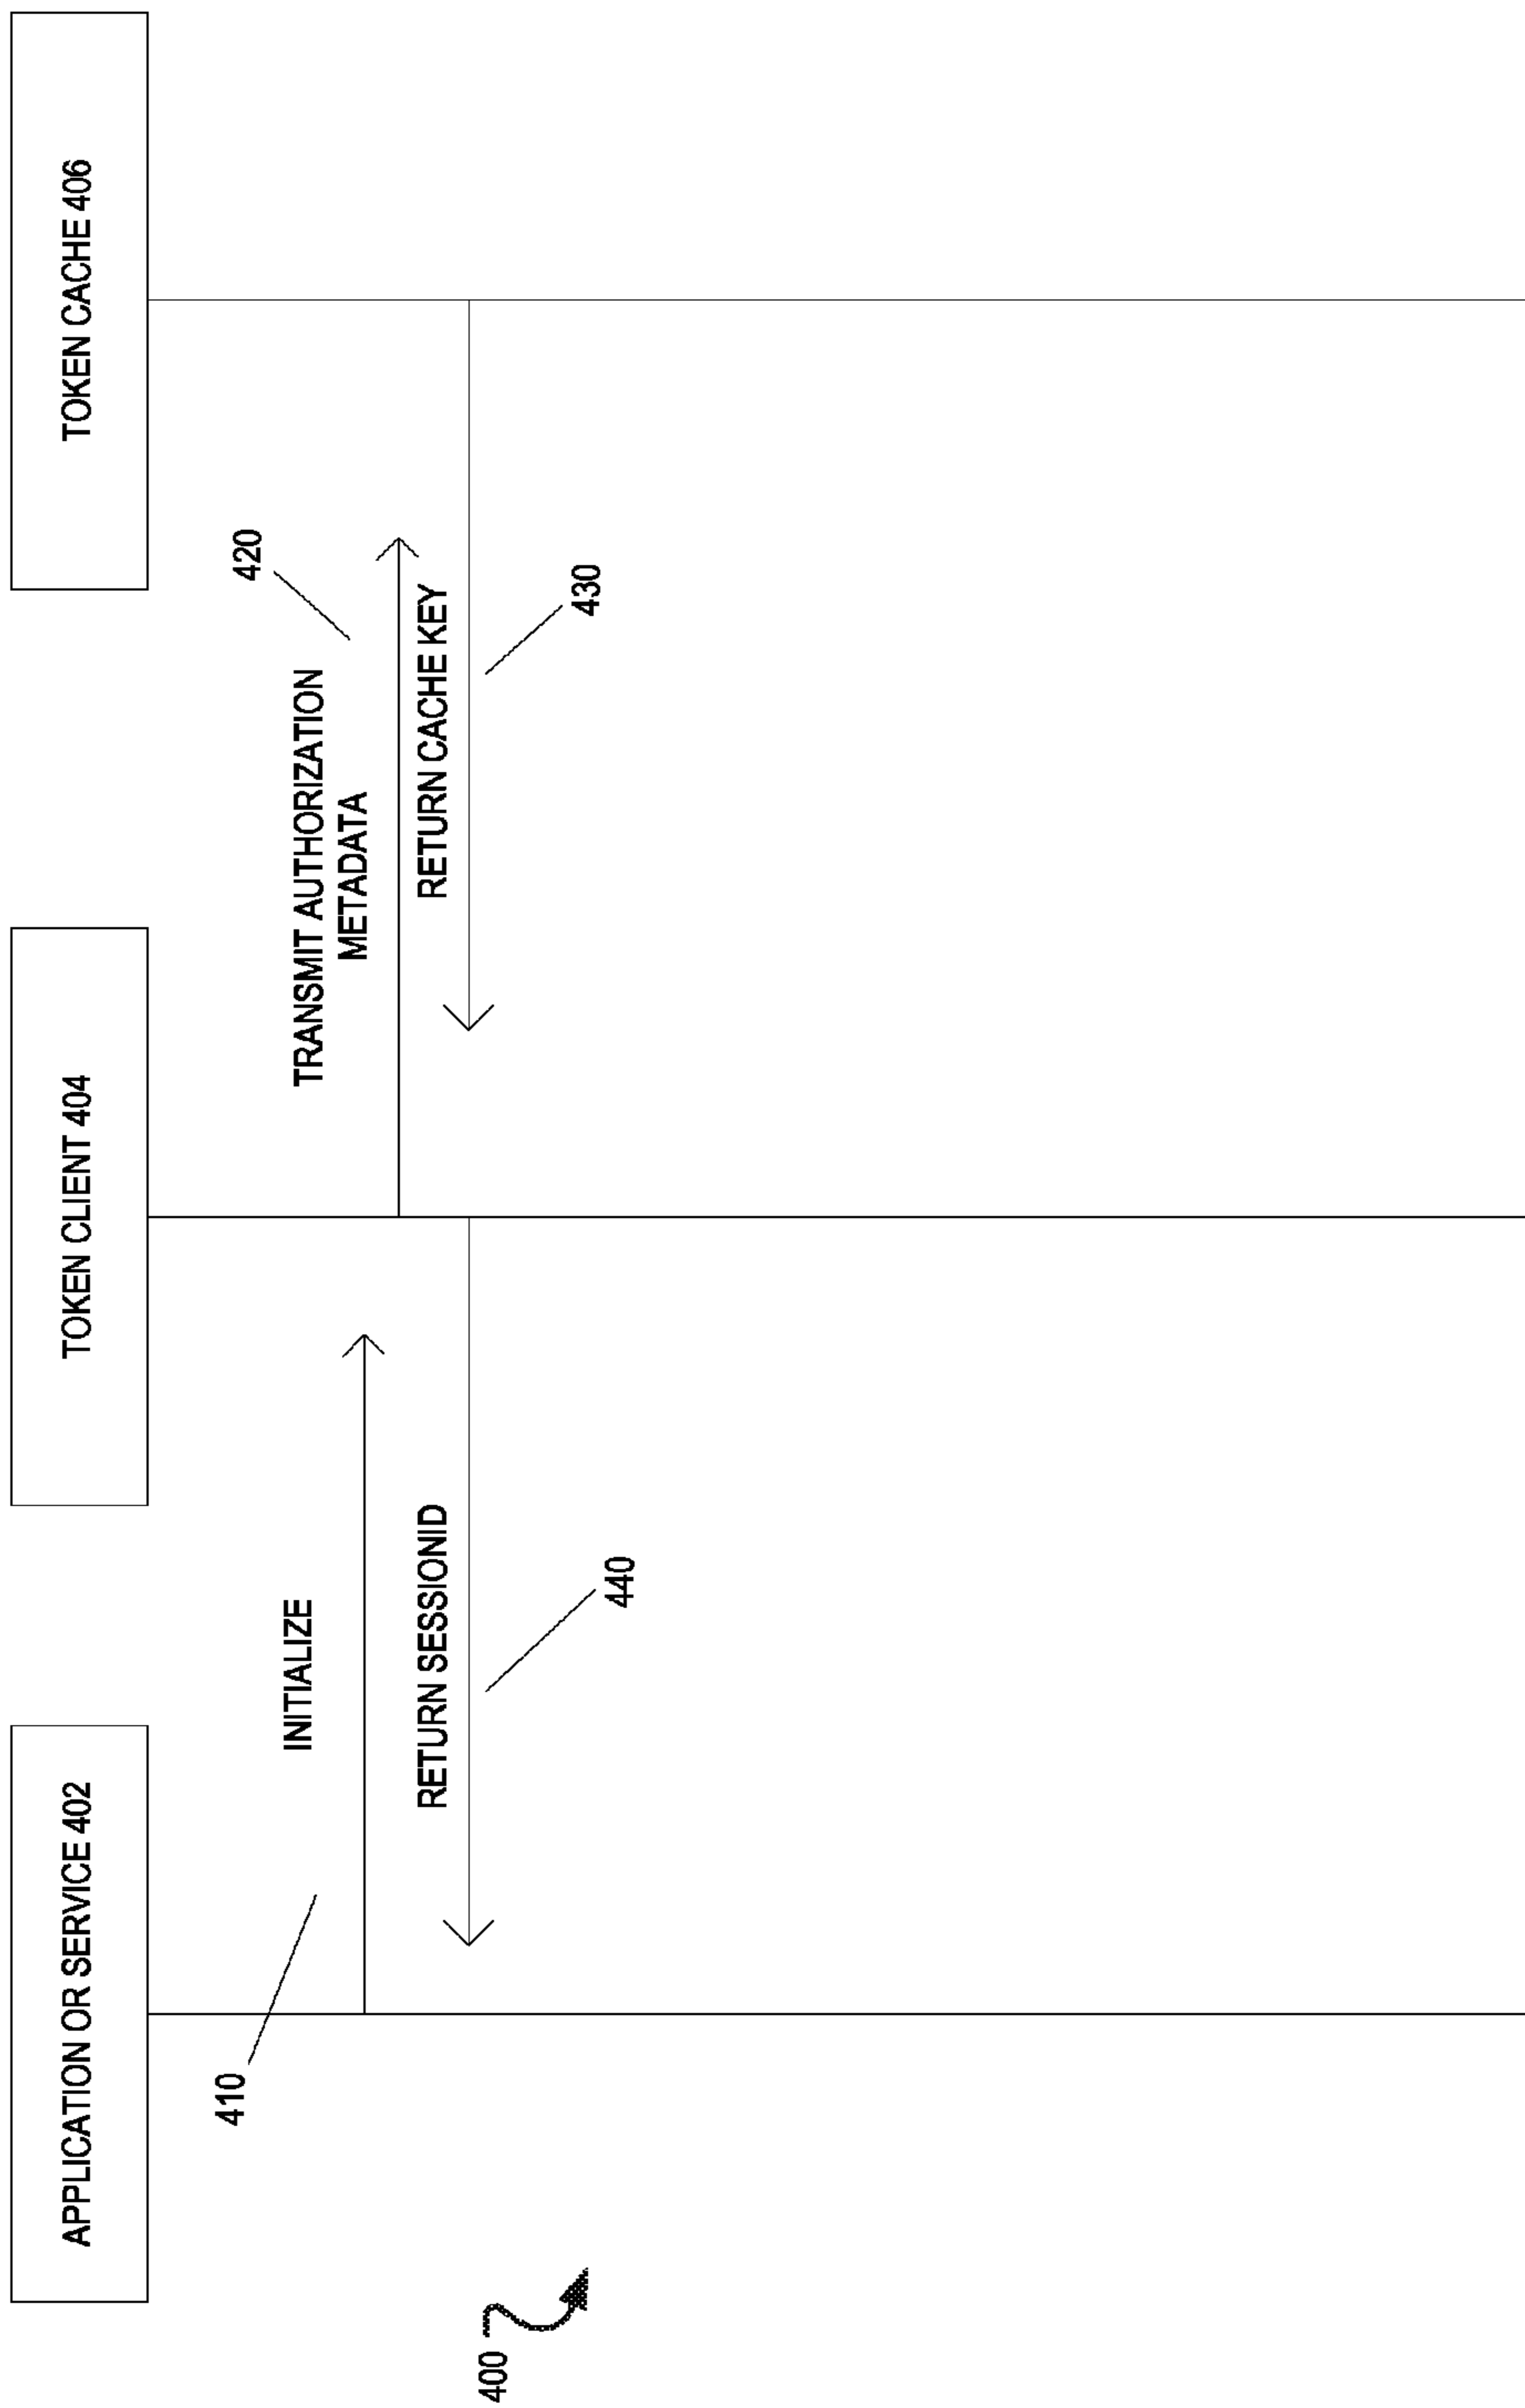 APPLICATION OR SERVICE 402
TOKEN CLIENT 404
TOKEN CACHE 406
410
INITIALIZE
420
TRANSMIT AUTHORIZATION
METADATA
RETURN CACHE KEY
430
RETURN SESSIONID
440
400